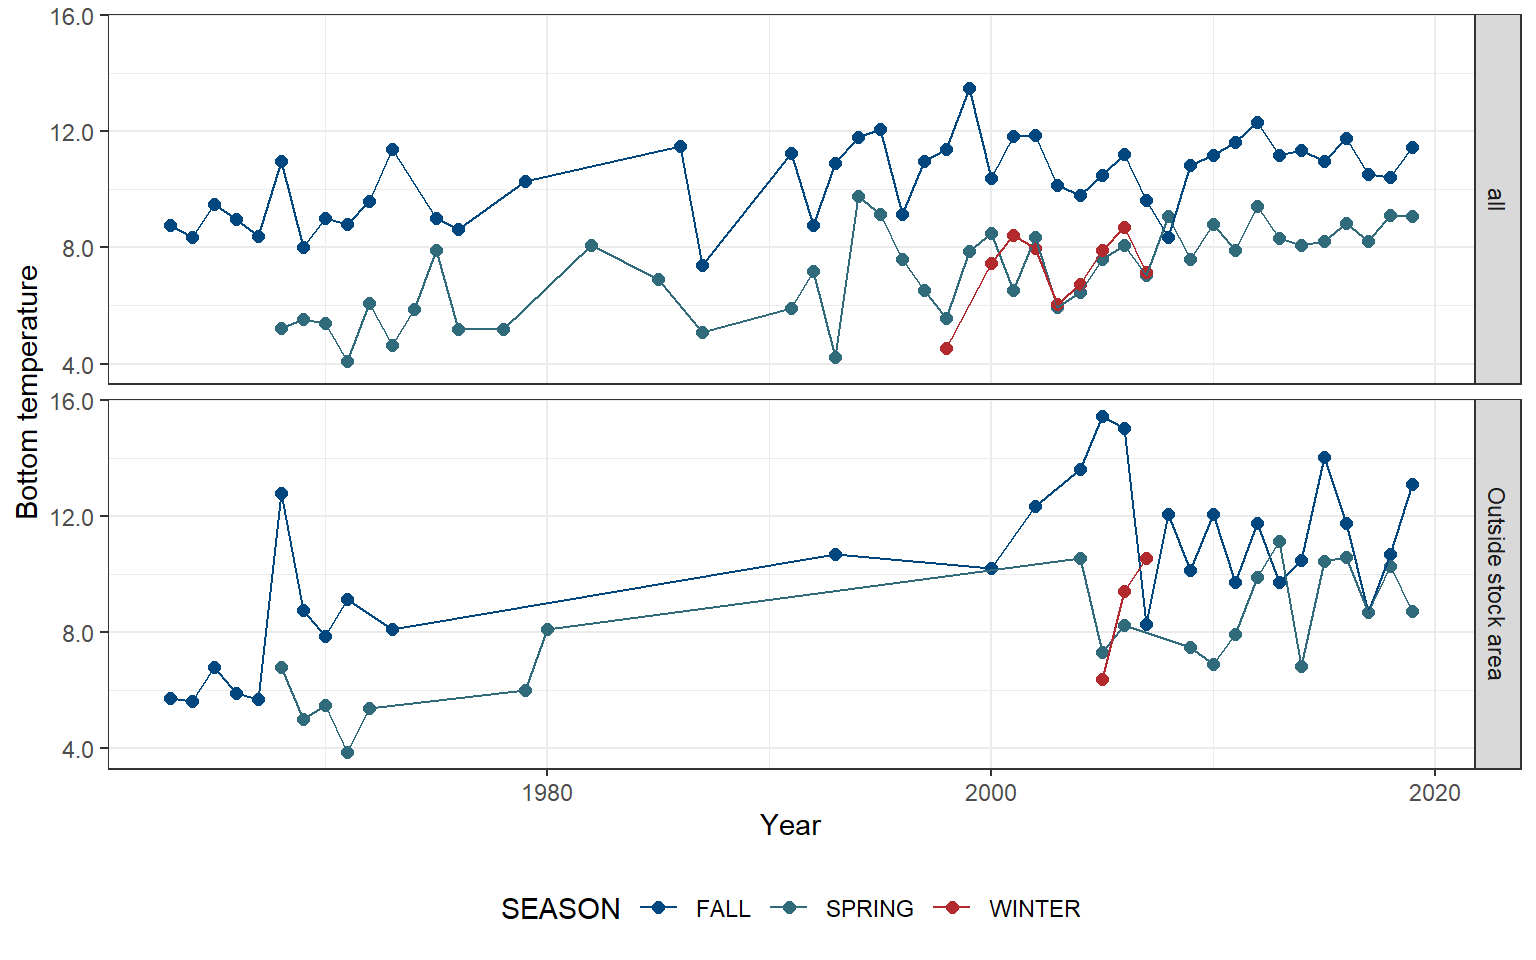 16.0
12.0
8.0
4.0
all
16.0
12.0
8.0
4.0
Outside stock area
Bottom temperature
1980 2000 2020
Year
SEASON FALL SPRING WINTER